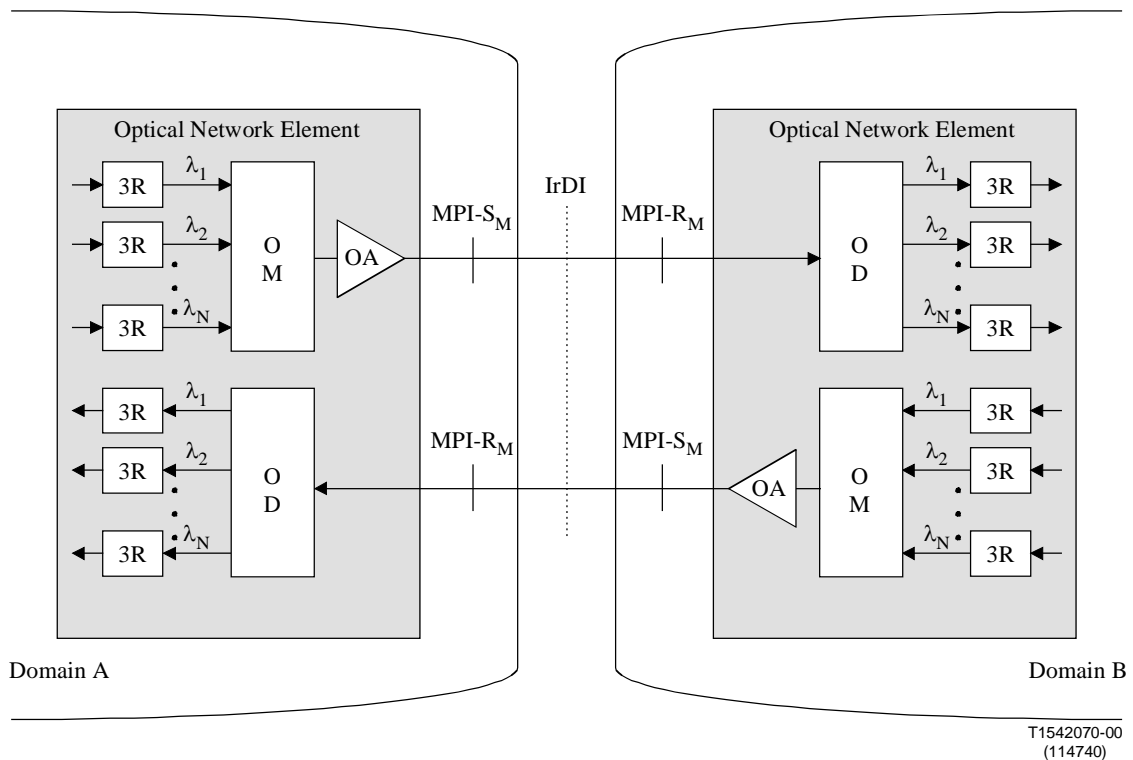 Optical Network Element
Optical Network Element
3R λ1
3R λ2
3R λN
O
M
OA
MPI-SM
IrDI
MPI-RM
O
D
λ1 3R
λ2 3R
λN 3R
3R λ1
3R λ2
3R λN
O
D
MPI-RM
MPI-SM
OA
O
M
λ1 3R
λ2 3R
λN 3R
Domain A
Domain B
T1542070-00
(114740)